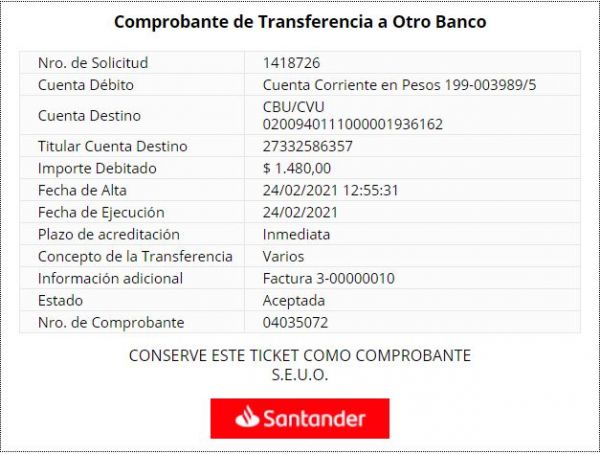 Comprobante de Transferencia a Otro Banco
Nro. de Solicitud 1418726
Cuenta Débito Cuenta Corriente en Pesos 199-003989/5
Cuenta Destino CBU/CVU
0200940111000001936162
Titular Cuenta Destino 27332586357
Importe Debitado $ 1.480,00
Fecha de Alta 24/02/2021 12:55:31
Fecha de Ejecución 24/02/2021
Plazo de acreditación Inmediata
Concepto de la Transferencia Varios
Información adicional Factura 3-00000010
Estado Aceptada
Nro. de Comprobante 04035072
CONSERVE ESTE TICKET COMO COMPROBANTE
S.E.U.O.
Santander